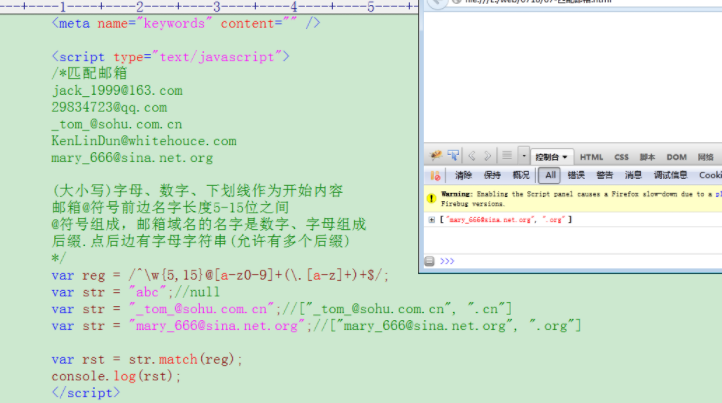 ----+----1----+----2----+----3----+----4----+----5----+-
<meta name="keywords" content="" />
<script type="text/javascript">
/*匹配邮箱
jack_1999@163.com
29834723@qq.com
_tom_@sohu.com.cn
KenLinDun@whitehouce.com
mary_666@sina.net.org
(大小写)字母、数字、下划线作为开始内容
邮箱@符号前边名字长度5-15位之间
@符号组成，邮箱域名的名字是数字、字母组成
后缀.点后边有字母字符串(允许有多个后缀)
*/
var reg = /^\w{5,15}@[a-z0-9]+(\.[a-z]+)+$/;
var str = "abc";//null
var str = "_tom_@sohu.com.cn";//["_tom_@sohu.com.cn", ".cn"]
var str = "mary_666@sina.net.org";//["mary_666@sina.net.org", ".org"]
var rst = str.match(reg);
console.log(rst);
</script>
控制台 HTML CSS 脚本 DOM 网络
清除 保持 概况 All 错误 警告 消息 调试信息 Cooki
Warning: Enabling the Script panel causes a Firefox slow-down due to a pl
Firebug versions.
["mary_666@sina.net.org", ".org"]
>>>